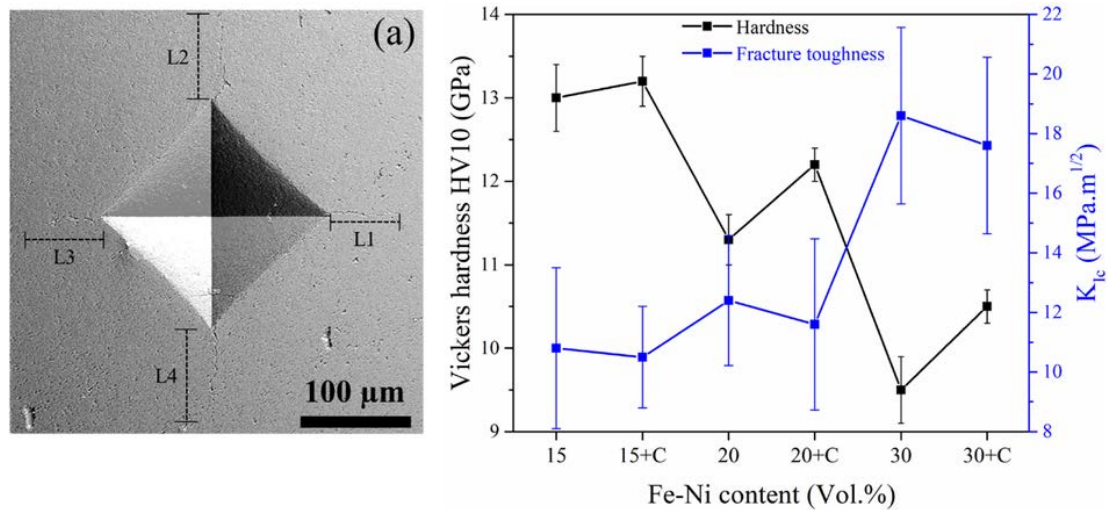 (a)
L2
L3
L1
L4
100 µm
Hardness
Fracture toughness
Vickers hardness HV10 (GPa)
14
13
12
11
10
9
22
20
18
16
14
12
10
8
K_Ic (MPa.m^1/2)
15 15+C 20 20+C 30 30+C
Fe-Ni content (Vol.%)